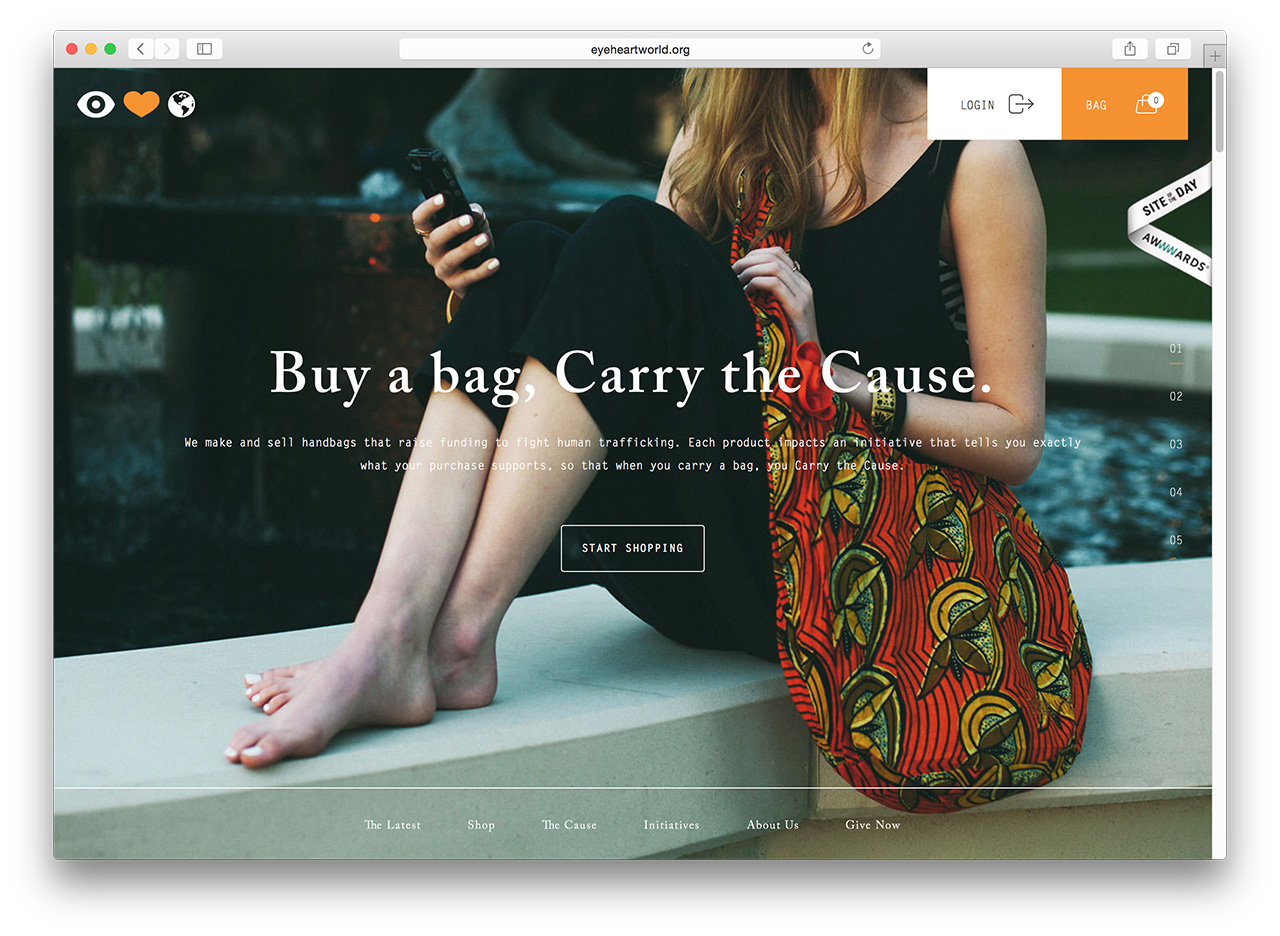 eyeheartworld.org
LOGIN
BAG
0
SITE OF THE DAY
AWWWARDS®
01
02
03
04
05
Buy a bag, Carry the Cause.
We make and sell handbags that raise funding to fight human trafficking. Each product impacts an initiative that tells you exactly
what your purchase supports, so that when you carry a bag, you Carry the Cause.
START SHOPPING
The Latest
Shop
The Cause
Initiatives
About Us
Give Now